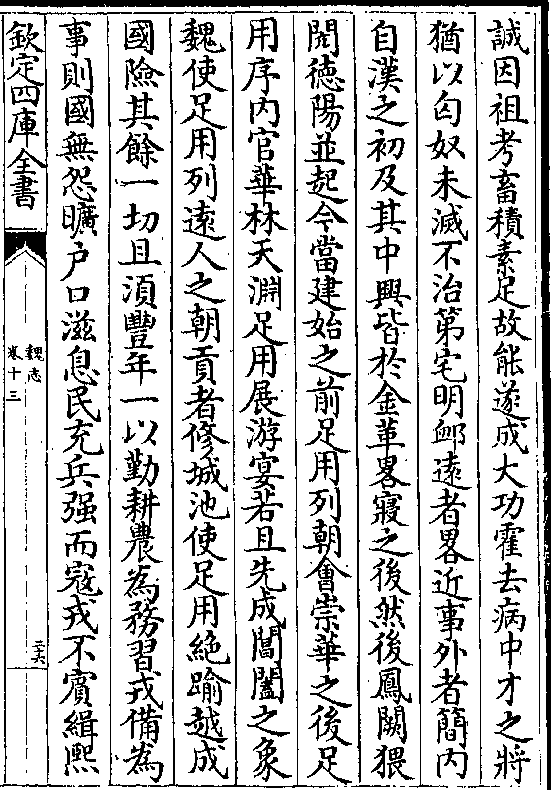 誠因祖考畜積素足故能遂成大功霍去病中才之將
猶以匈奴未滅不治第宅明卹遠者畧近事外者簡内
自漢之初及其中興皆於金革畧寢之後然後鳳闕猥
閌德陽並起今當建始之前足用列朝會崇華之後足
用序内官華林天淵足用展游宴若且先成閶闔之象
魏使足用列遠人之朝貢者修城池使足用絶踰越成
國險其餘一切且須豐年一以勤耕農為務習戎備為
事則國無怨曠户口滋息民充兵强而寇戎不賓緝熙
欽定四庫全書
魏志
卷十三
三六